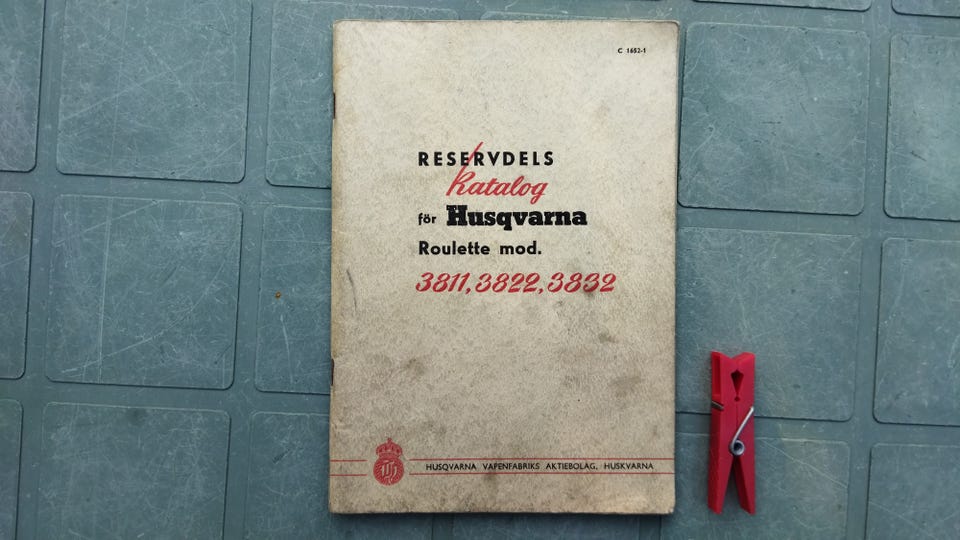 C 1652-1
RESERVDELS
Katalog
för Husqvarna
Roulette mod.
3811, 3822, 3832
HUSQVARNA VAPENFABRIKS AKTIEBOLAG, HUSKVARNA